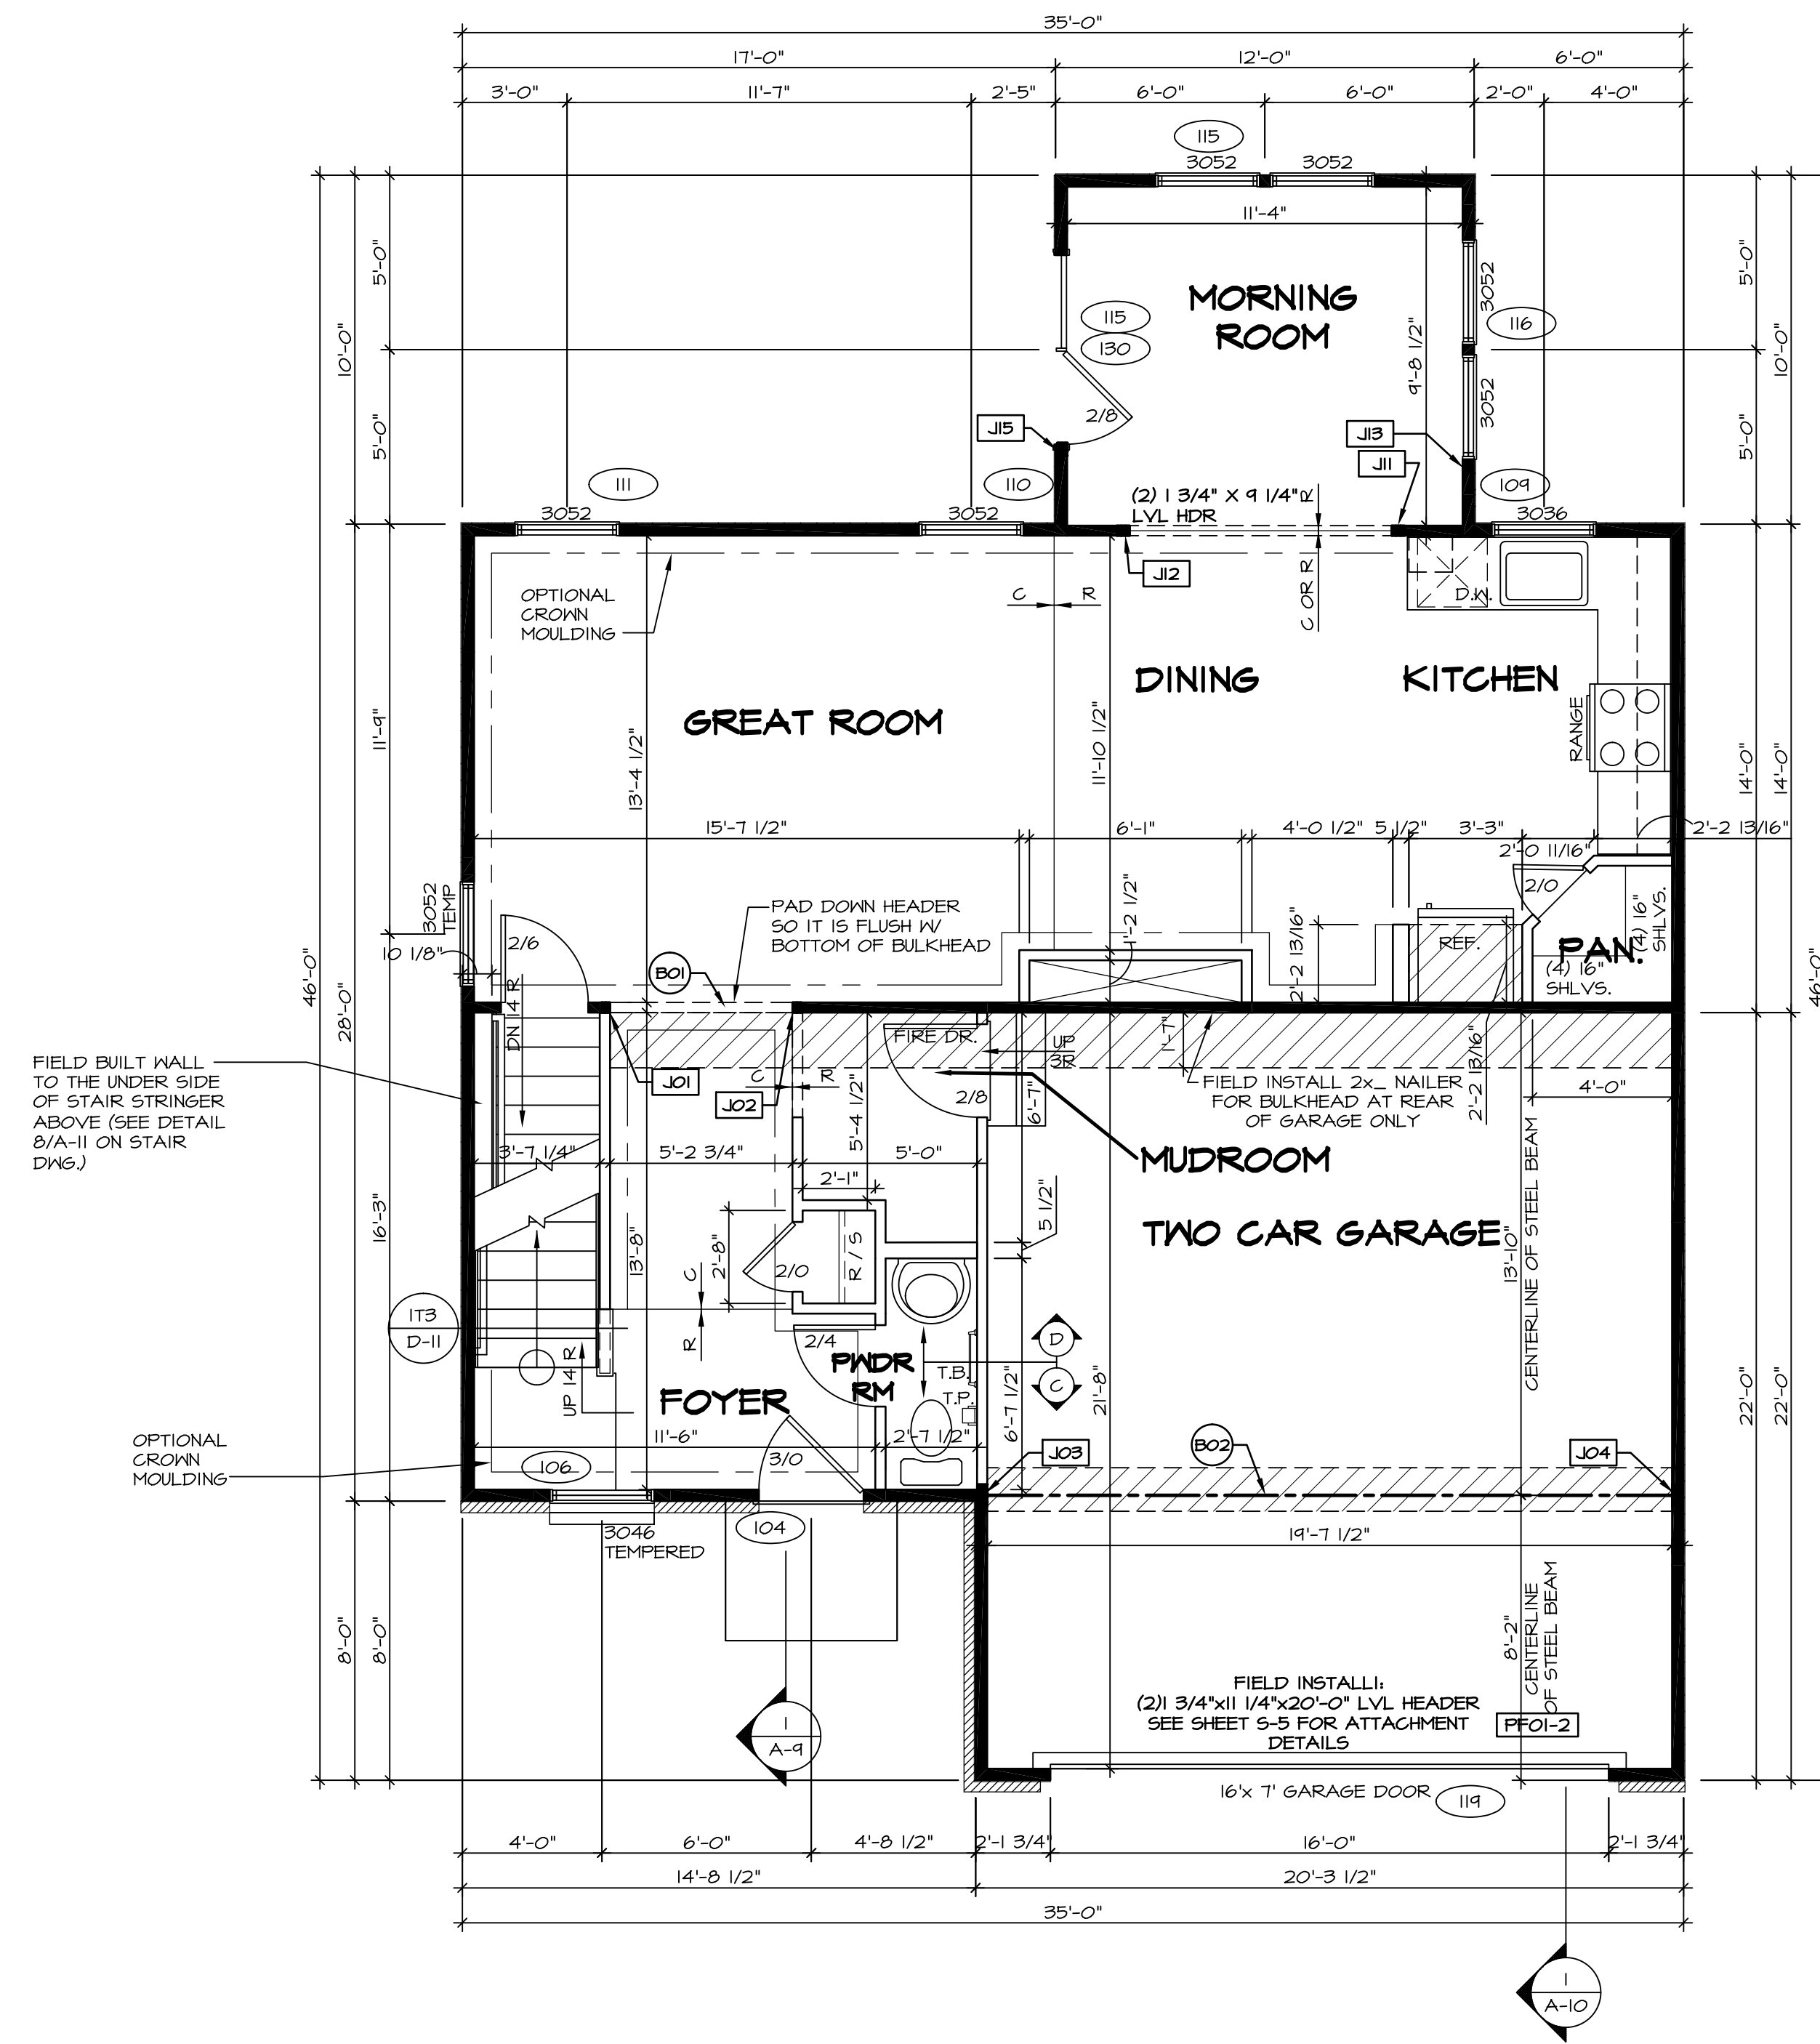 35'-0"
17'-0"
12'-0"
6'-0"
3'-0"
11'-7"
2'-5"
6'-0"
6'-0"
2'-0"
4'-0"
115
3052
3052
11'-4"
5'-0"
10'-0"
5'-0"
MORNING
ROOM
3052
116
115
130
9'-8 1/2"
5'-0"
10'-0"
3052
2/8
J15
J13
J11
5'-0"
5'-0"
111
110
109
(2) 1 3/4" X 9 1/4"
LVL HDR
R
3052
3052
3036
C OR R
J12
C
R
D.W.
OPTIONAL
CROWN
MOULDING
GREAT ROOM
DINING
KITCHEN
RANGE
11'-9"
13'-4 1/2"
11'-10 1/2"
14'-0"
14'-0"
15'-7 1/2"
6'-1"
4'-0 1/2"
5 1/2"
3'-3"
2'-2 13/16"
2'-0 11/16"
2/0
3052
TEMP
10 1/8"
2/6
PAD DOWN HEADER
SO IT IS FLUSH W/
BOTTOM OF BULKHEAD
B01
1'-2 1/2"
2'-2 13/16"
REF.
PAN.
(4) 16"
SHLVS.
(4) 16"
SHLVS.
46'-0"
28'-0"
46'-0"
DN 14 R
FIRE DR.
UP
3R
1'-7"
FIELD BUILT WALL
TO THE UNDER SIDE
OF STAIR STRINGER
ABOVE (SEE DETAIL
8/A-11 ON STAIR
DWG.)
J01
J02
C
R
2/8
6'-7"
FIELD INSTALL 2x_ NAILER
FOR BULKHEAD AT REAR
OF GARAGE ONLY
2'-2 13/16"
4'-0"
5'-4 1/2"
3'-7 1/4"
5'-2 3/4"
5'-0"
MUDROOM
2'-1"
16'-3"
5 1/2"
TWO CAR GARAGE
13'-8"
2'-8"
2/0
R / S
C
R
13'-10"
CENTERLINE OF STEEL BEAM
1T3
D-11
2/4
PWDR
RM
T.B.
T.P.
D
C
UP 14 R
FOYER
6'-7 1/2"
21'-8"
22'-0"
22'-0"
OPTIONAL
CROWN
MOULDING
11'-6"
2'-7 1/2"
106
3/0
J03
B02
J04
104
3046
TEMPERED
19'-7 1/2"
8'-0"
8'-0"
8'-2"
CENTERLINE
OF STEEL BEAM
FIELD INSTALL1:
(2)1 3/4"x11 1/4"x20'-0" LVL HEADER
SEE SHEET S-5 FOR ATTACHMENT
DETAILS
PF01-2
1
A-9
16'x 7' GARAGE DOOR
119
4'-0"
6'-0"
4'-8 1/2"
2'-1 3/4"
16'-0"
2'-1 3/4"
14'-8 1/2"
20'-3 1/2"
35'-0"
1
A-10